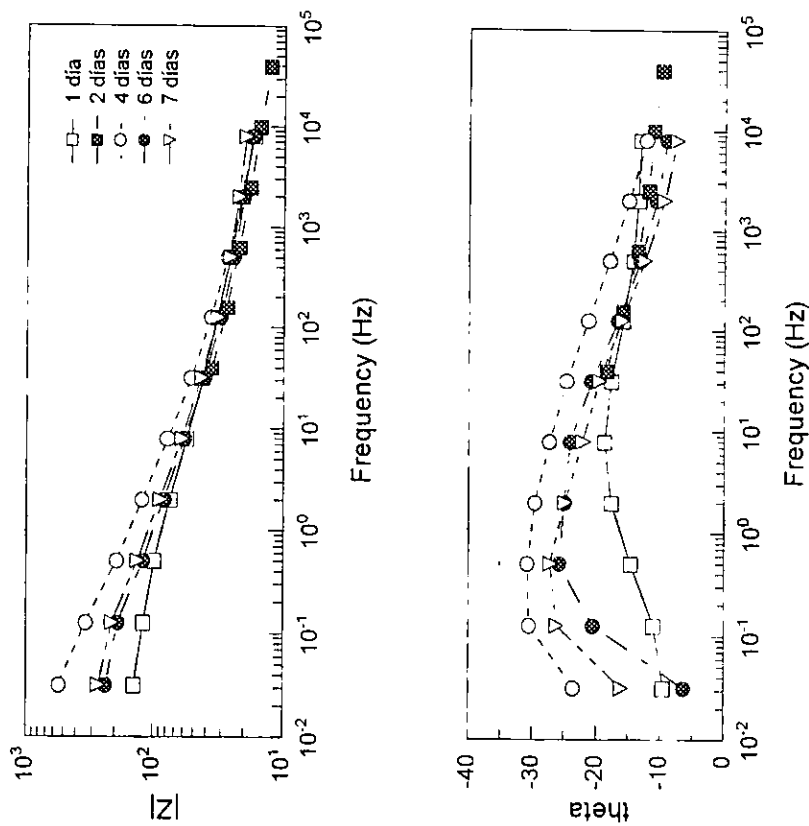 10³
10²
10¹
|Z|
10⁻²
10⁻¹
10⁰
10¹
10²
10³
10⁴
10⁵
Frequency (Hz)
1 día
2 días
4 días
6 días
7 días
-40
-30
-20
-10
0
theta
10⁻²
10⁻¹
10⁰
10¹
10²
10³
10⁴
10⁵
Frequency (Hz)